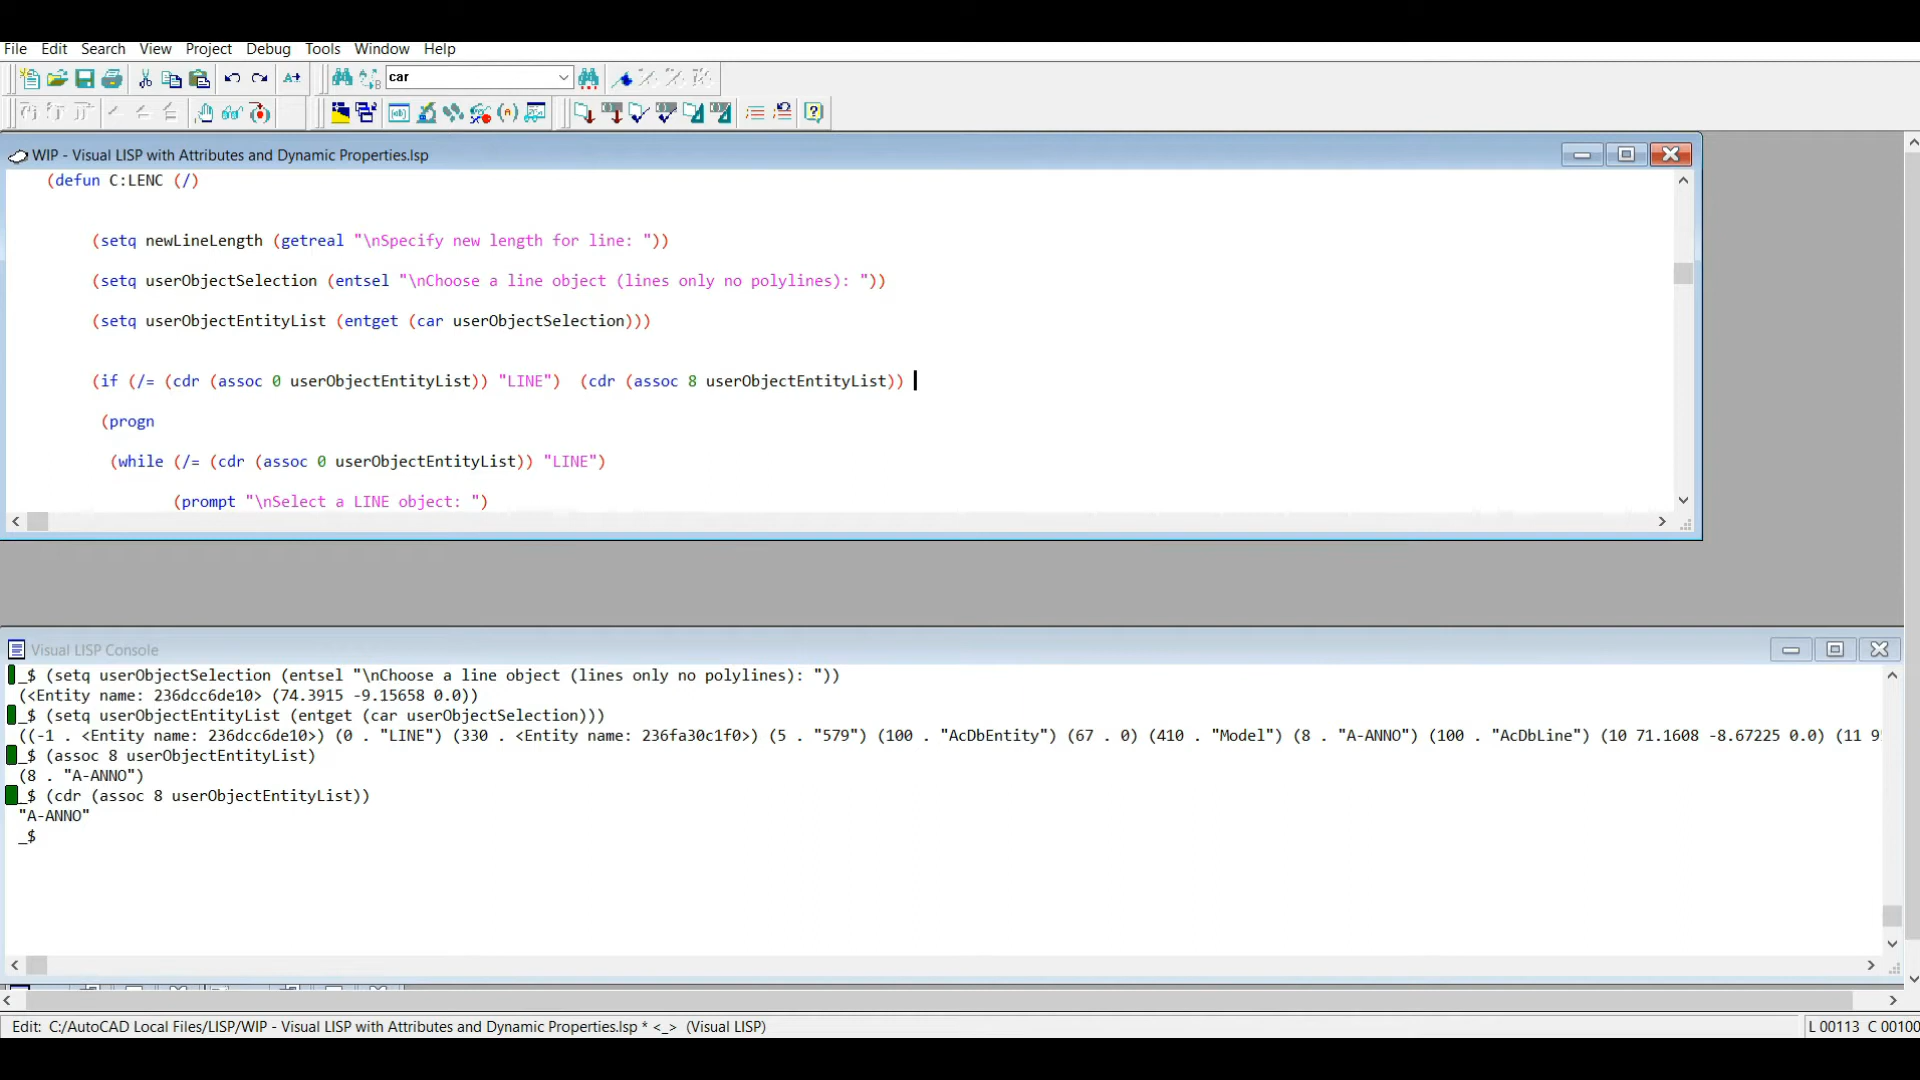 File Edit Search View Project Debug Tools Window Help
car
WIP - Visual LISP with Attributes and Dynamic Properties.lsp
(defun C:LENC (/)
(setq newLineLength (getreal "\nSpecify new length for line: "))
(setq userObjectSelection (entsel "\nChoose a line object (lines only no polylines): "))
(setq userObjectEntityList (entget (car userObjectSelection)))
(if (/= (cdr (assoc 0 userObjectEntityList)) "LINE") (cdr (assoc 8 userObjectEntityList))
(progn
(while (/= (cdr (assoc 0 userObjectEntityList)) "LINE")
(prompt "\nSelect a LINE object: ")
Visual LISP Console
_$ (setq userObjectSelection (entsel "\nChoose a line object (lines only no polylines): "))
(<Entity name: 236dcc6de10> (74.3915 -9.15658 0.0))
_$ (setq userObjectEntityList (entget (car userObjectSelection)))
((-1 . <Entity name: 236dcc6de10>) (0 . "LINE") (330 . <Entity name: 236fa30c1f0>) (5 . "579") (100 . "AcDbEntity") (67 . 0) (410 . "Model") (8 . "A-ANNO") (100 . "AcDbLine") (10 71.1608 -8.67225 0.0) (11 9
_$ (assoc 8 userObjectEntityList)
(8 . "A-ANNO")
_$ (cdr (assoc 8 userObjectEntityList))
"A-ANNO"
_$
Edit: C:/AutoCAD Local Files/LISP/WIP - Visual LISP with Attributes and Dynamic Properties.lsp * <_> (Visual LISP)
L 00113 C 00100